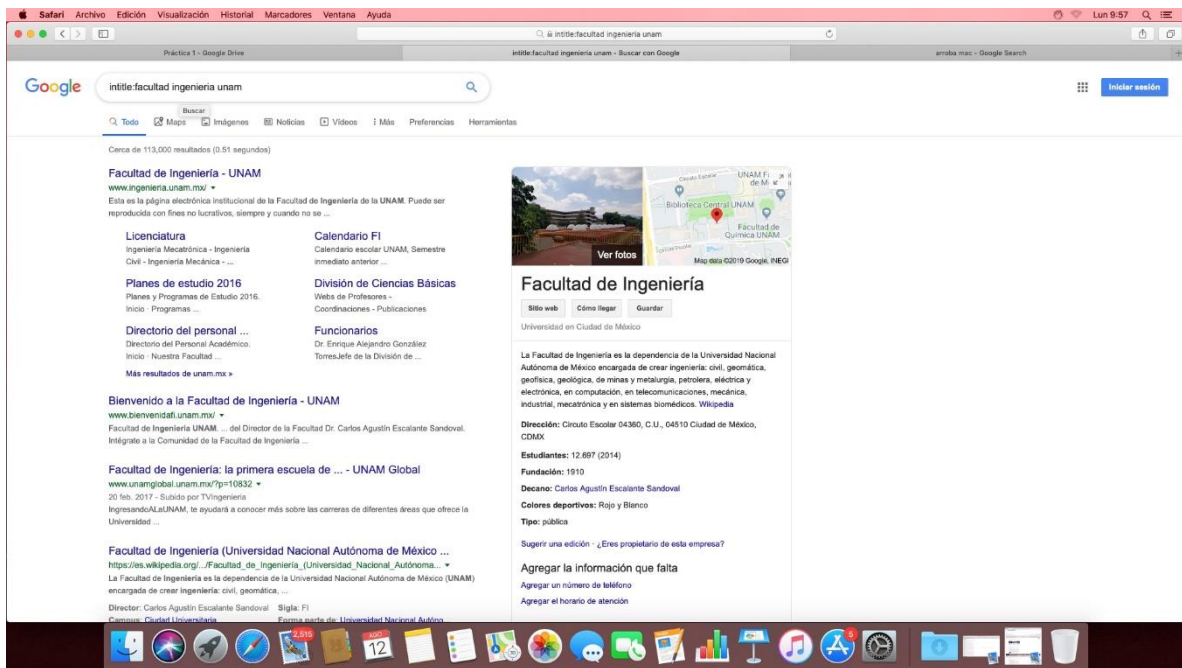 Safari Archivo Edición Visualización Historial Marcadores Ventana Ayuda
Lun 9:57
intitle:facultad ingenieria unam
Práctica 1 - Google Drive
intitle:facultad ingenieria unam - Buscar con Google
arroba mac - Google Search
Google
intitle:facultad ingenieria unam
Iniciar sesión
Buscar
Todo Maps Imágenes Noticias Vídeos Más Preferencias Herramientas
Cerca de 113,000 resultados (0.51 segundos)
Facultad de Ingeniería - UNAM
www.ingenieria.unam.mx/
Esta es la página electrónica institucional de la Facultad de Ingeniería de la UNAM. Puede ser
reproducida con fines no lucrativos, siempre y cuando no se ...
Licenciatura
Ingeniería Mecatrónica - Ingeniería
Civil - Ingeniería Mecánica - ...
Calendario FI
Calendario escolar UNAM, Semestre
inmediato anterior ...
Planes de estudio 2016
Planes y Programas de Estudio 2016.
Inicio · Programas ...
División de Ciencias Básicas
Webs de Profesores -
Coordinaciones - Publicaciones
Directorio del personal ...
Directorio del Personal Académico.
Inicio · Nuestra Facultad ...
Funcionarios
Dr. Enrique Alejandro González
TorresJefe de la División de ...
Más resultados de unam.mx »
Bienvenido a la Facultad de Ingeniería - UNAM
www.bienvenidafi.unam.mx/
Facultad de Ingeniería UNAM. ... del Director de la Facultad Dr. Carlos Agustín Escalante Sandoval.
Intégrate a la Comunidad de la Facultad de Ingeniería ...
Facultad de Ingeniería: la primera escuela de ... - UNAM Global
www.unamglobal.unam.mx/?p=10832
20 feb. 2017 - Subido por TVIngenieria
IngresandoALaUNAM, te ayudará a conocer más sobre las carreras de diferentes áreas que ofrece la
Universidad ...
Facultad de Ingeniería (Universidad Nacional Autónoma de México ...
https://es.wikipedia.org/.../Facultad_de_Ingeniería_(Universidad_Nacional_Autónoma...
La Facultad de Ingeniería es la dependencia de la Universidad Nacional Autónoma de México (UNAM)
encargada de crear ingeniería: civil, geomática, ...
Director: Carlos Agustín Escalante Sandoval Sigla: FI
Campus: Ciudad Universitaria Forma parte de: Universidad Nacional Autóno...
Ver fotos
Circuito Escolar
UNAM
Biblioteca Central UNAM
Facultad de
Química UNAM
Map data ©2019 Google, INEGI
Facultad de Ingeniería
Sitio web Cómo llegar Guardar
Universidad en Ciudad de México
La Facultad de Ingeniería es la dependencia de la Universidad Nacional
Autónoma de México encargada de crear ingeniería: civil, geomática,
geofísica, geológica, de minas y metalurgia, petrolera, eléctrica y
electrónica, en computación, en telecomunicaciones, mecánica,
industrial, mecatrónica y en sistemas biomédicos. Wikipedia
Dirección: Circuto Escolar 04360, C.U., 04510 Ciudad de México,
CDMX
Estudiantes: 12.697 (2014)
Fundación: 1910
Decano: Carlos Agustín Escalante Sandoval
Colores deportivos: Rojo y Blanco
Tipo: pública
Sugerir una edición · ¿Eres propietario de esta empresa?
Agregar la información que falta
Agregar un número de teléfono
Agregar el horario de atención
2,515
AGO
12
5